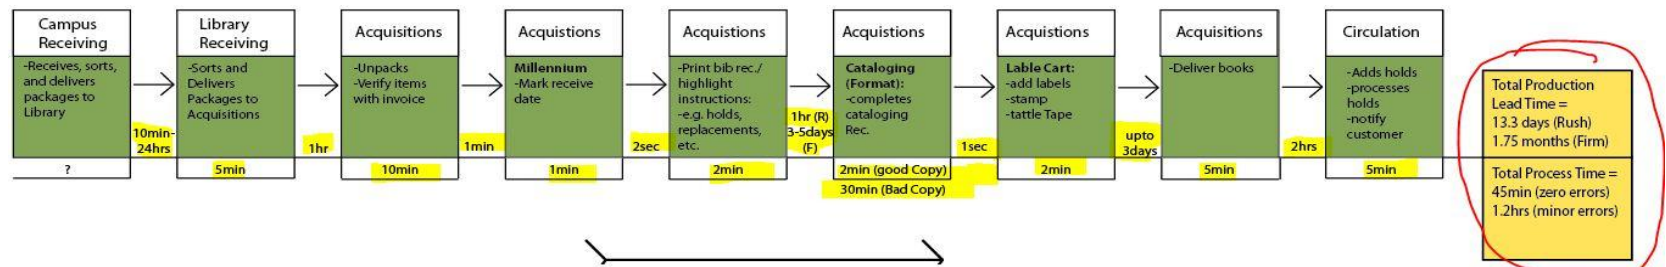 Campus
Receiving
-Receives, sorts,
and delivers
packages to
Library
?
10min-
24hrs
Library
Receiving
-Sorts and
Delivers
Packages to
Acquisitions
5min
1hr
Acquisitions
-Unpacks
-Verify items
with invoice
10min
1min
Acquistions
Millennium
-Mark receive
date
1min
2sec
Acquistions
-Print bib rec./
highlight
instructions:
-e.g. holds,
replacements,
etc.
2min
1hr (R)
3-5days
(F)
Acquistions
Cataloging
(Format):
-completes
cataloging
Rec.
2min (good Copy)
30min (Bad Copy)
1sec
Acquistions
Lable Cart:
-add labels
-stamp
-tattle Tape
2min
upto
3days
Acquisitions
-Deliver books
5min
2hrs
Circulation
-Adds holds
-processes
holds
-notify
customer
5min
Total Production
Lead Time =
13.3 days (Rush)
1.75 months (Firm)
Total Process Time =
45min (zero errors)
1.2hrs (minor errors)